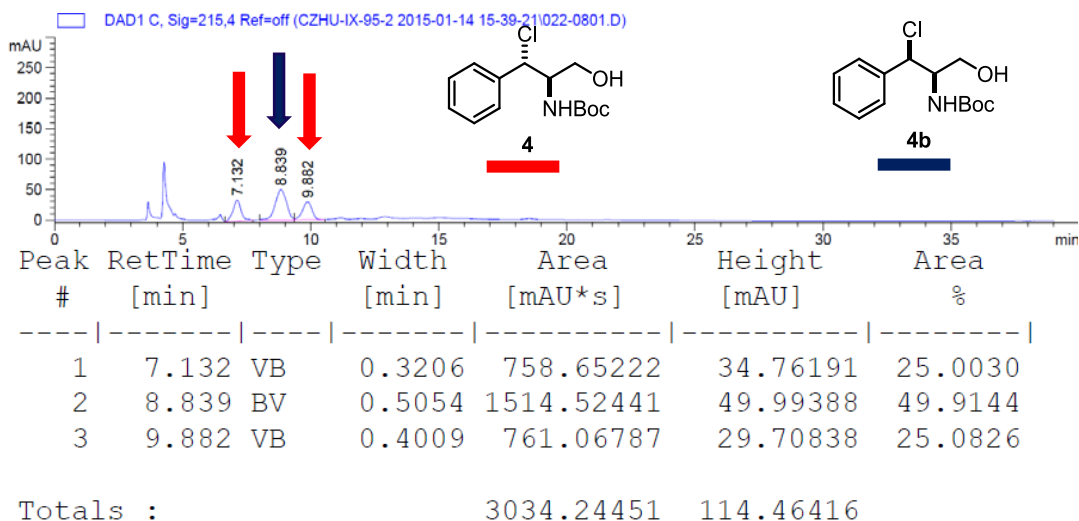 DAD1 C, Sig=215,4 Ref=off (CZHU-IX-95-2 2015-01-14 15-39-21\022-0801.D)
mAU
250
200
150
100
50
0
7.132
8.839
9.882
0 5 10 15 20 25 30 35 min
Cl
OH
NHBoc
4
Cl
OH
NHBoc
4b
Peak RetTime Type Width Area Height Area
# [min] [min] [mAU*s] [mAU] %
----|-------|----|-------|----------|----------|--------|
1 7.132 VB 0.3206 758.65222 34.76191 25.0030
2 8.839 BV 0.5054 1514.52441 49.99388 49.9144
3 9.882 VB 0.4009 761.06787 29.70838 25.0826
Totals : 3034.24451 114.46416